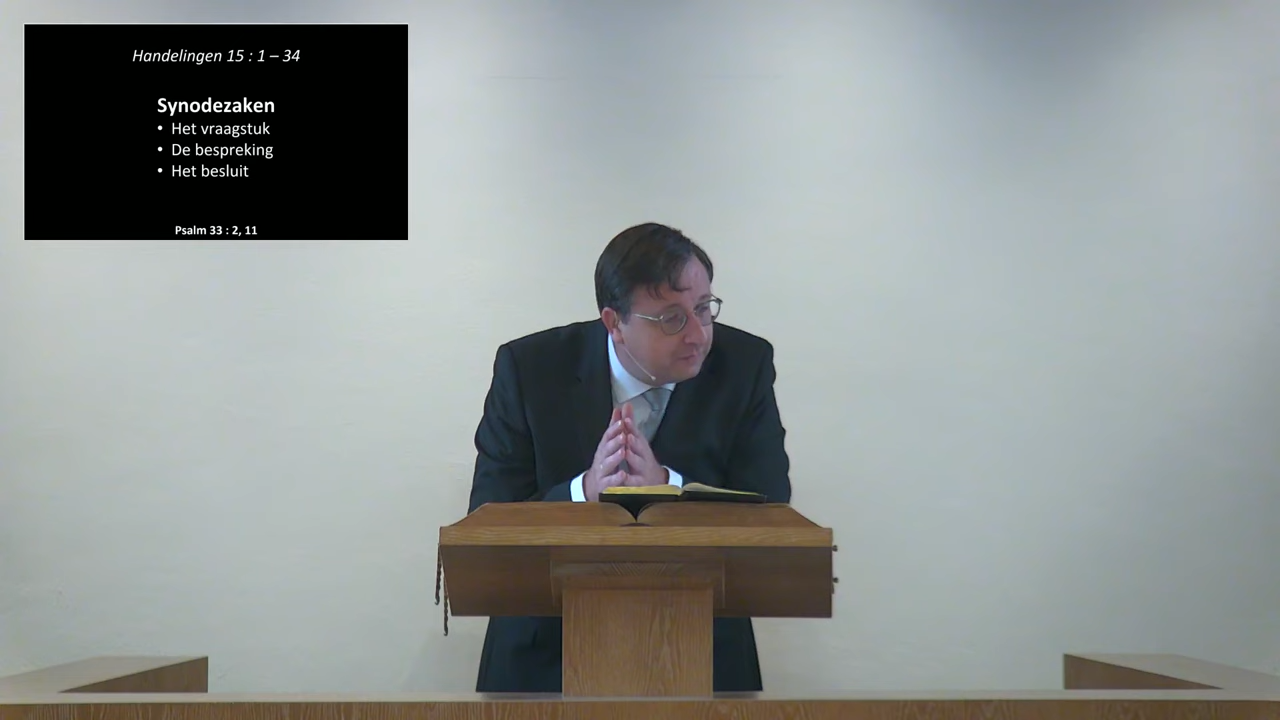 Handelingen 15 : 1 – 34
Synodezaken
• Het vraagstuk
• De bespreking
• Het besluit
Psalm 33 : 2, 11